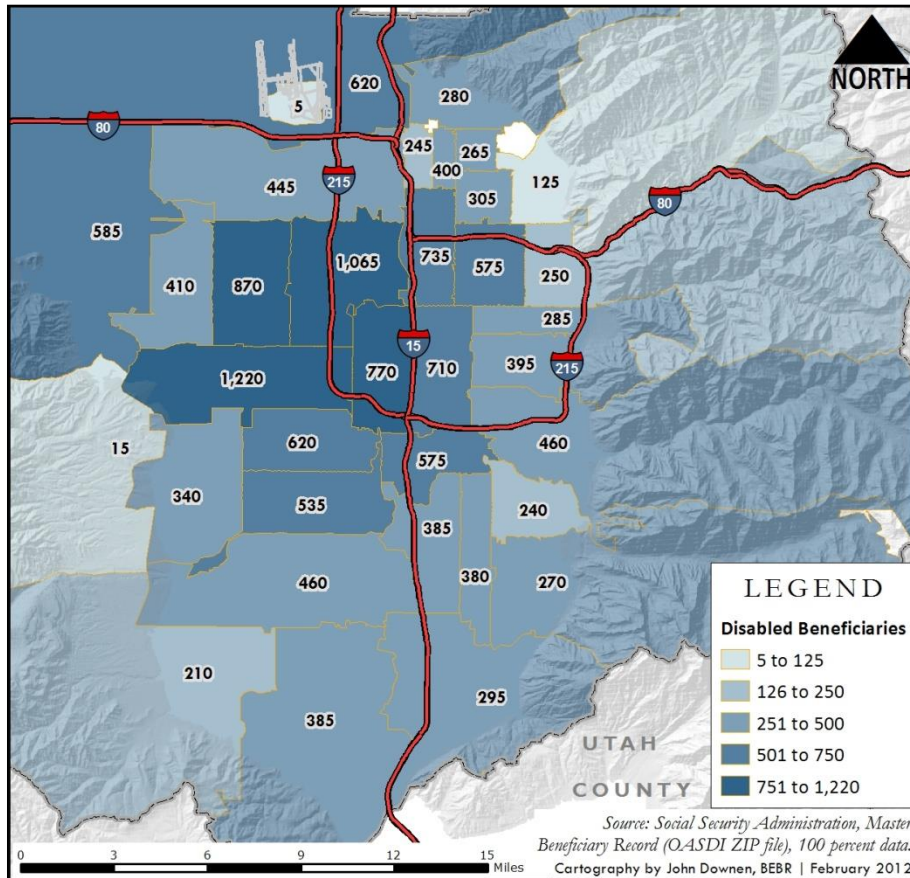 NORTH
620
280
5
80
245
265
400
125
445
215
305
80
585
1,065
735
575
410
870
250
285
15
395
215
770
710
1,220
620
575
460
15
340
535
240
385
460
380
270
210
295
385
LEGEND
Disabled Beneficiaries
5 to 125
126 to 250
251 to 500
501 to 750
751 to 1,220
UTAH
COUNTY
Source: Social Security Administration, Master
Beneficiary Record (OASDI ZIP file), 100 percent data.
Cartography by John Downen, BEBR | February 2012
0 3 6 9 12 15 Miles